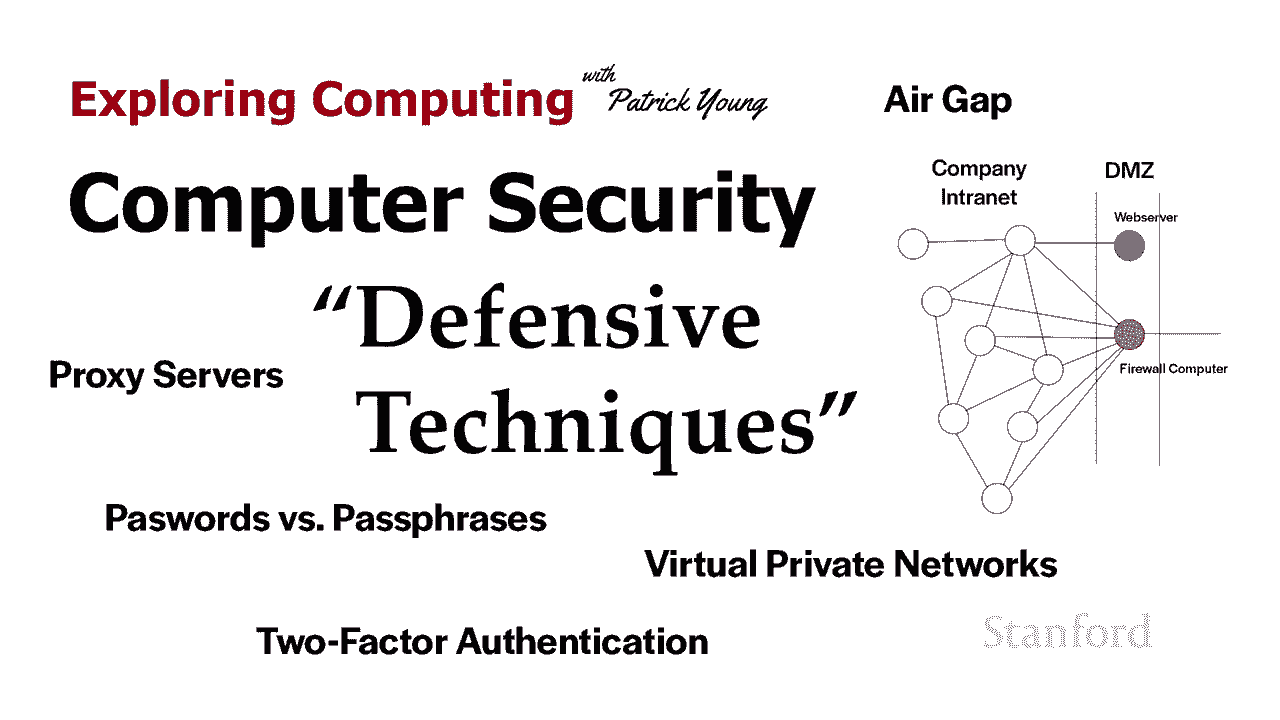 Exploring Computing
with
Patrick Young
Air Gap
Computer Security
Company
Intranet
DMZ
Webserver
“Defensive
Techniques”
Proxy Servers
Firewall Computer
Paswords vs. Passphrases
Virtual Private Networks
Two-Factor Authentication
Stanford